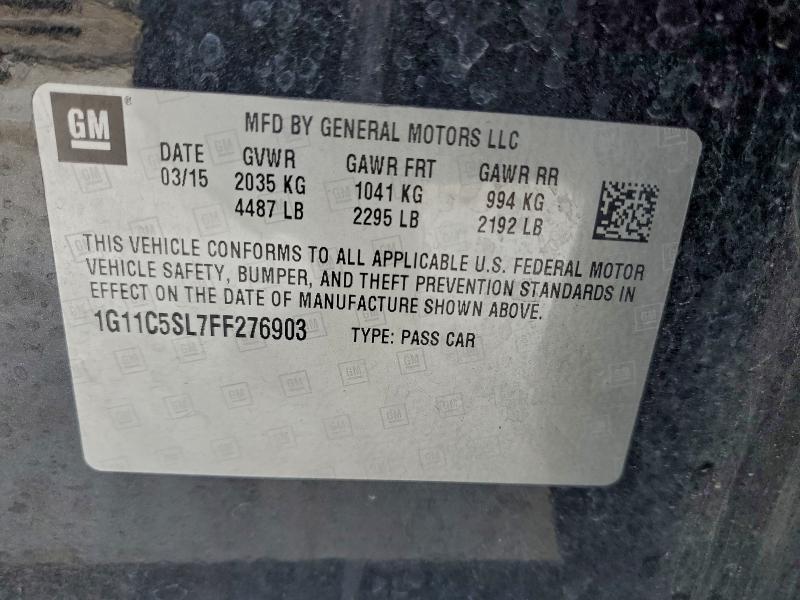 GM ®
MFD BY GENERAL MOTORS LLC
DATE GVWR GAWR FRT GAWR RR
03/15 2035 KG 1041 KG 994 KG
4487 LB 2295 LB 2192 LB
THIS VEHICLE CONFORMS TO ALL APPLICABLE U.S. FEDERAL MOTOR
VEHICLE SAFETY, BUMPER, AND THEFT PREVENTION STANDARDS IN
EFFECT ON THE DATE OF MANUFACTURE SHOWN ABOVE.
1G11C5SL7FF276903 TYPE: PASS CAR